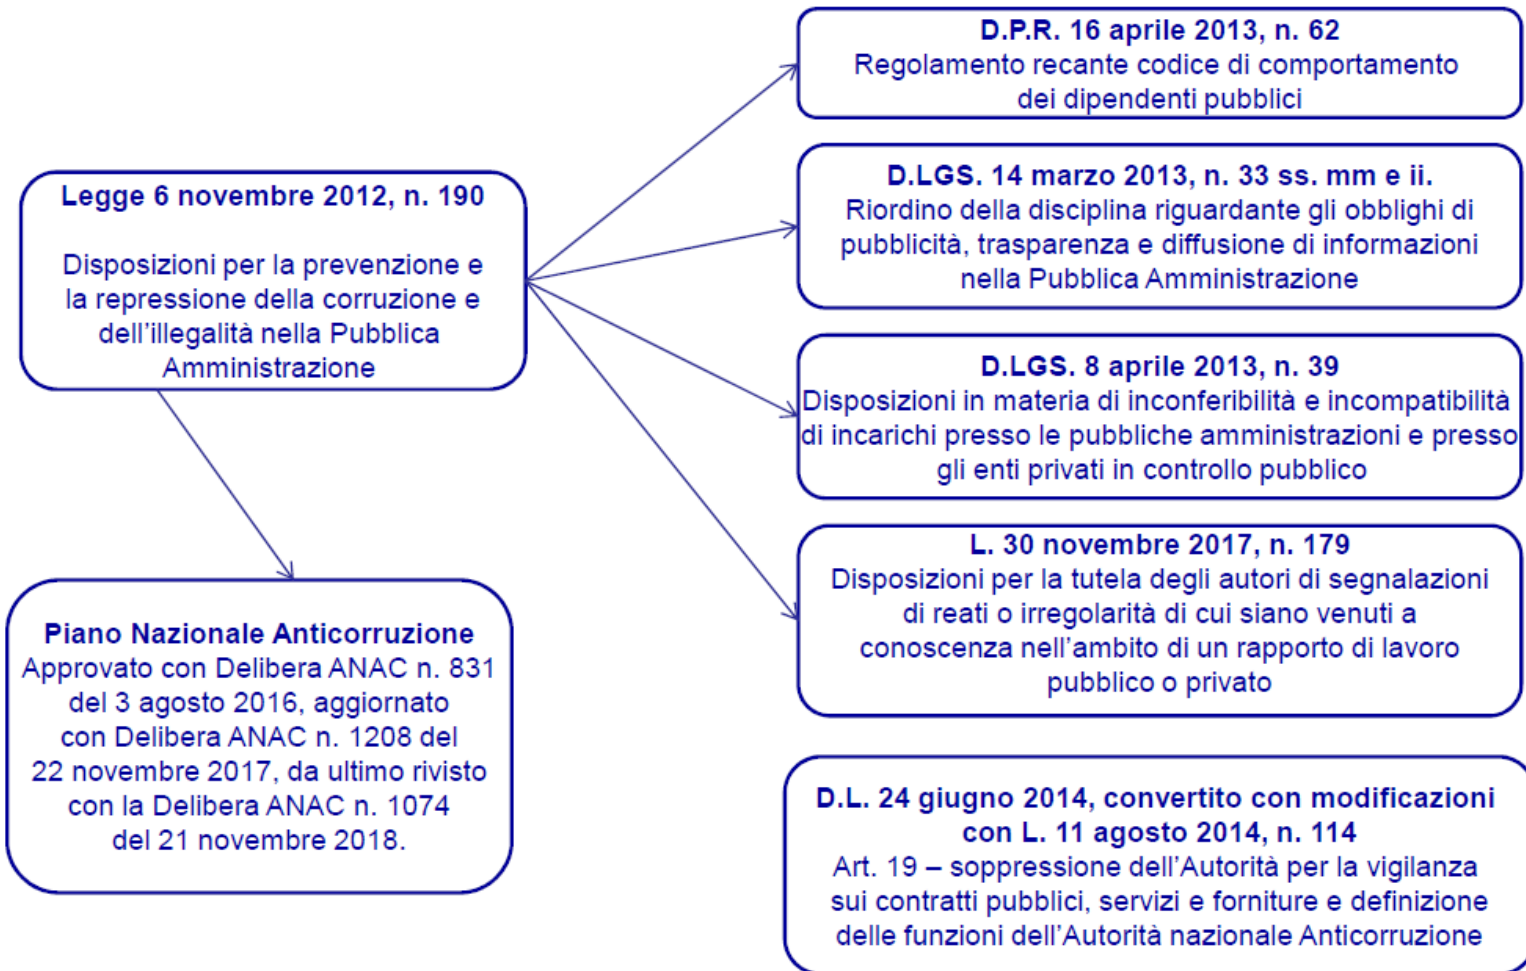 D.P.R. 16 aprile 2013, n. 62
Regolamento recante codice di comportamento
dei dipendenti pubblici
Legge 6 novembre 2012, n. 190
Disposizioni per la prevenzione e
la repressione della corruzione e
dell'illegalità nella Pubblica
Amministrazione
D.LGS. 14 marzo 2013, n. 33 ss. mm e ii.
Riordino della disciplina riguardante gli obblighi di
pubblicità, trasparenza e diffusione di informazioni
nella Pubblica Amministrazione
D.LGS. 8 aprile 2013, n. 39
Disposizioni in materia di inconferibilità e incompatibilità
di incarichi presso le pubbliche amministrazioni e presso
gli enti privati in controllo pubblico
L. 30 novembre 2017, n. 179
Disposizioni per la tutela degli autori di segnalazioni
di reati o irregolarità di cui siano venuti a
conoscenza nell'ambito di un rapporto di lavoro
pubblico o privato
Piano Nazionale Anticorruzione
Approvato con Delibera ANAC n. 831
del 3 agosto 2016, aggiornato
con Delibera ANAC n. 1208 del
22 novembre 2017, da ultimo rivisto
con la Delibera ANAC n. 1074
del 21 novembre 2018.
D.L. 24 giugno 2014, convertito con modificazioni
con L. 11 agosto 2014, n. 114
Art. 19 – soppressione dell'Autorità per la vigilanza
sui contratti pubblici, servizi e forniture e definizione
delle funzioni dell'Autorità nazionale Anticorruzione